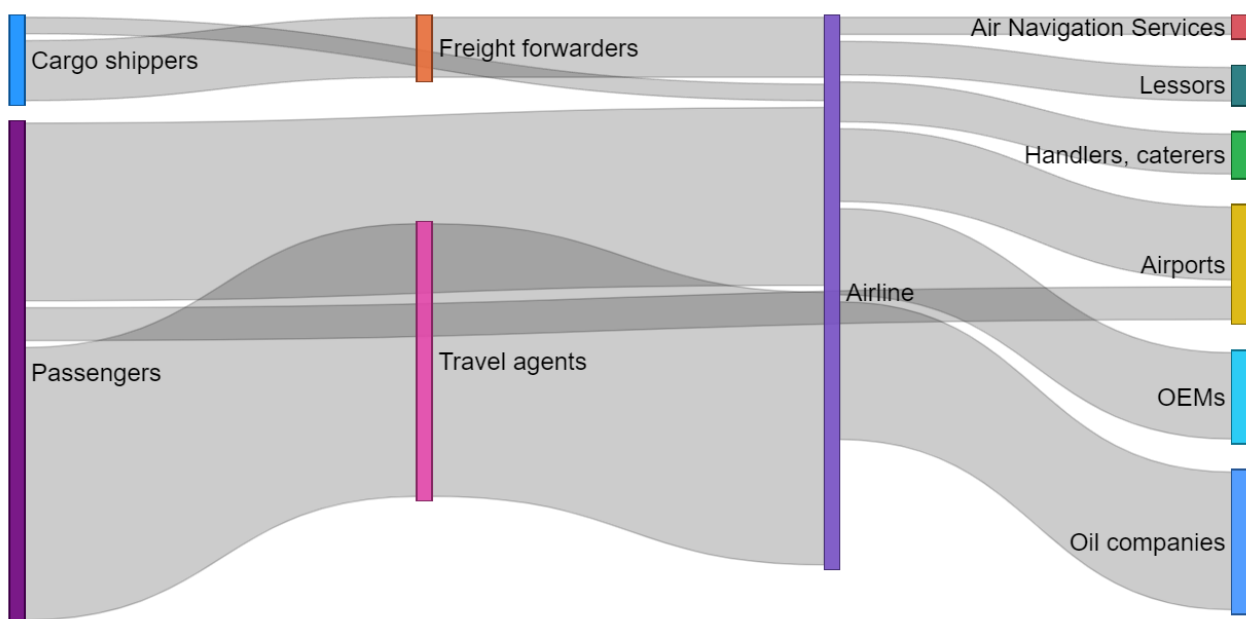 Cargo shippers
Freight forwarders
Air Navigation Services
Lessors
Handlers, caterers
Airports
Airline
Passengers
Travel agents
OEMs
Oil companies